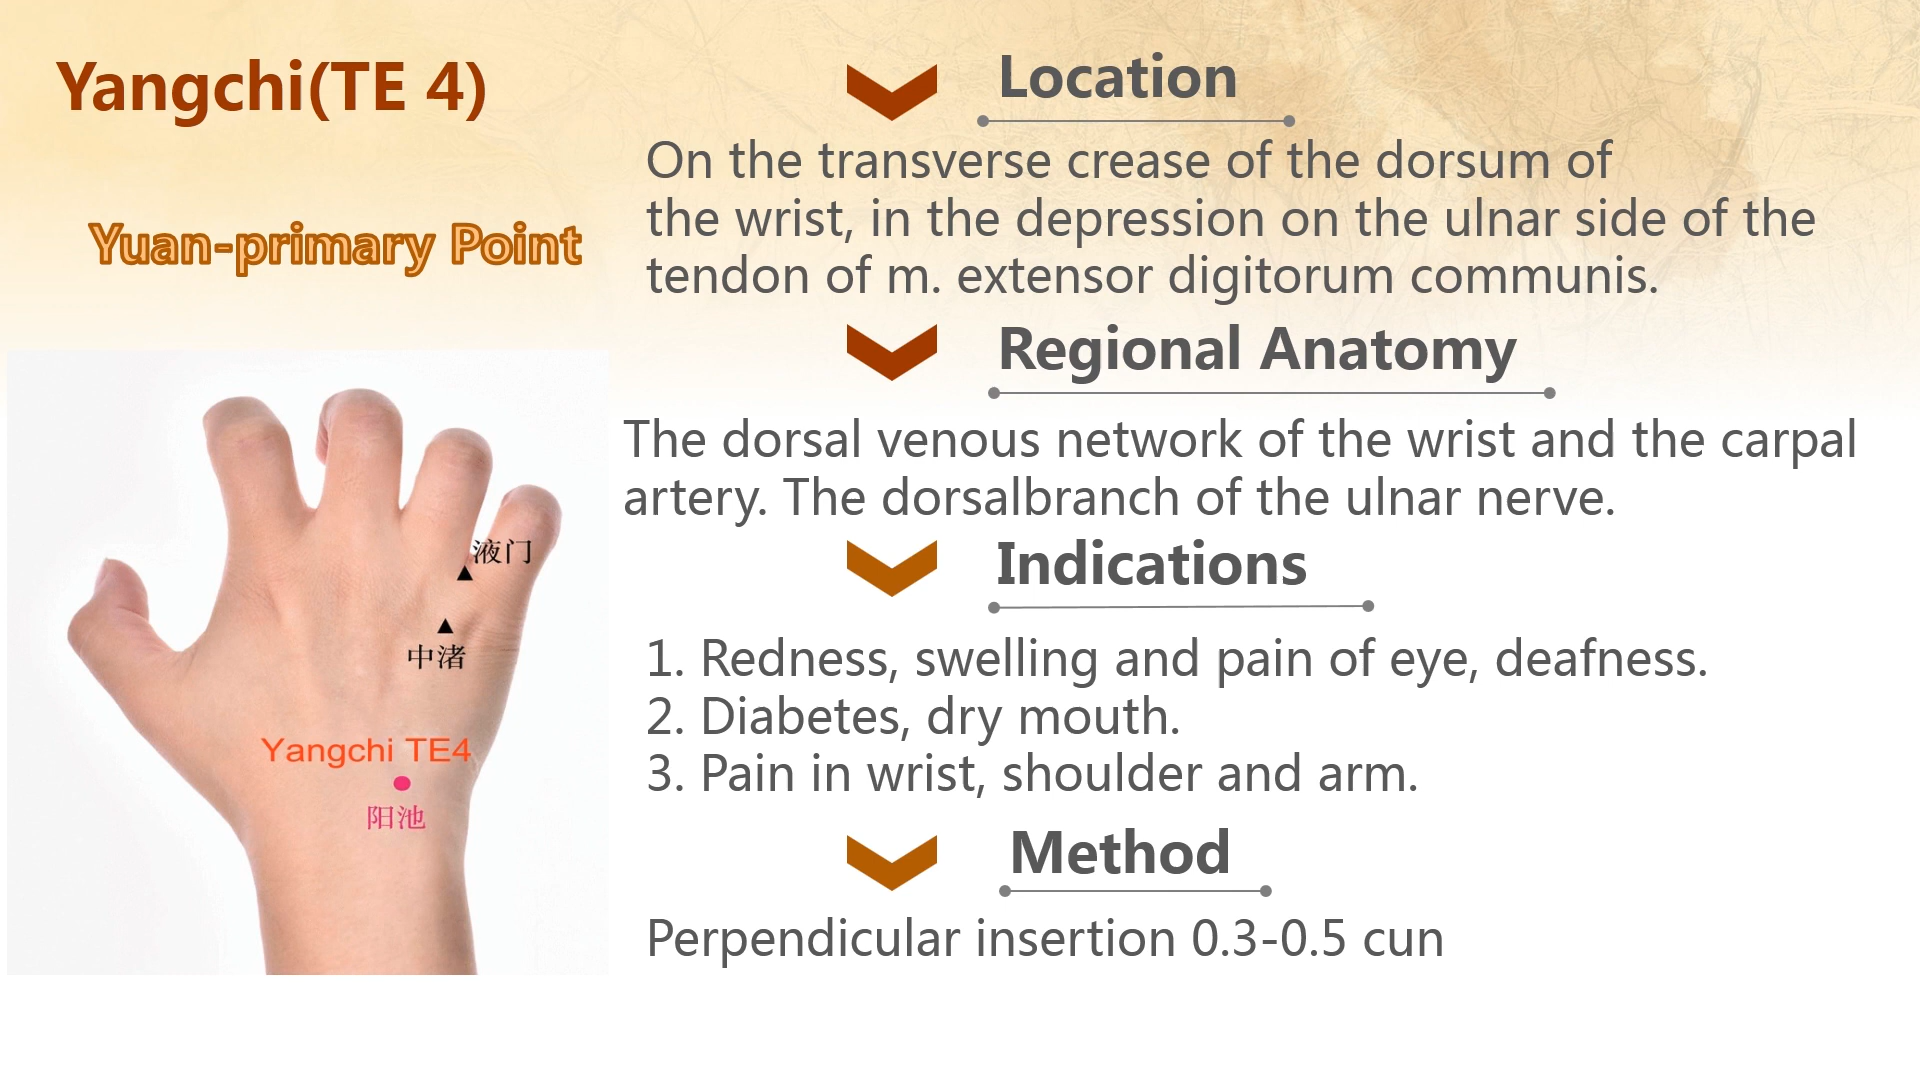 Yangchi(TE 4)
Yuan-primary Point
液门
中渚
Yangchi TE4
阳池
Location
On the transverse crease of the dorsum of
the wrist, in the depression on the ulnar side of the
tendon of m. extensor digitorum communis.
Regional Anatomy
The dorsal venous network of the wrist and the carpal
artery. The dorsalbranch of the ulnar nerve.
Indications
1. Redness, swelling and pain of eye, deafness.
2. Diabetes, dry mouth.
3. Pain in wrist, shoulder and arm.
Method
Perpendicular insertion 0.3-0.5 cun